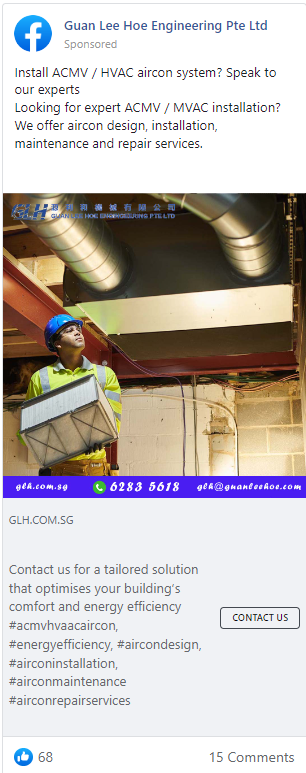 Guan Lee Hoe Engineering Pte Ltd
Sponsored
Install ACMV / HVAC aircon system? Speak to
our experts
Looking for expert ACMV / MVAC installation?
We offer aircon design, installation,
maintenance and repair services.
GLH
GUAN LEE HOE ENGINEERING PTE LTD
glh.com.sg
6283 5618
glh@guanleehoe.com
GLH.COM.SG
Contact us for a tailored solution
that optimises your building's
comfort and energy efficiency
#acmvhvaacaircon,
#energyefficiency, #aircondesign,
#airconinstallation,
#airconmaintenance
#airconrepairservices
CONTACT US
68
15 Comments